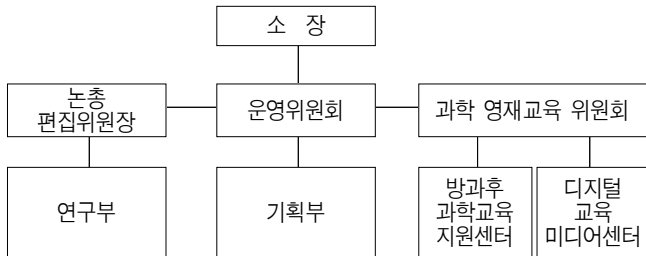 소 장
논총
편집위원장
운영위원회
과학 영재교육 위원회
연구부
기획부
방과후
과학교육
지원센터
디지털
교육
미디어센터